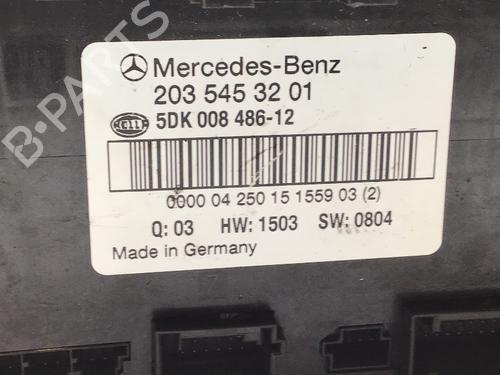 B-PARTS
Mercedes-Benz
203 545 32 01
HELLA 5DK 008 486-12
0000 04 250 15 1559 03 (2)
Q: 03 HW: 1503 SW: 0804
Made in Germany